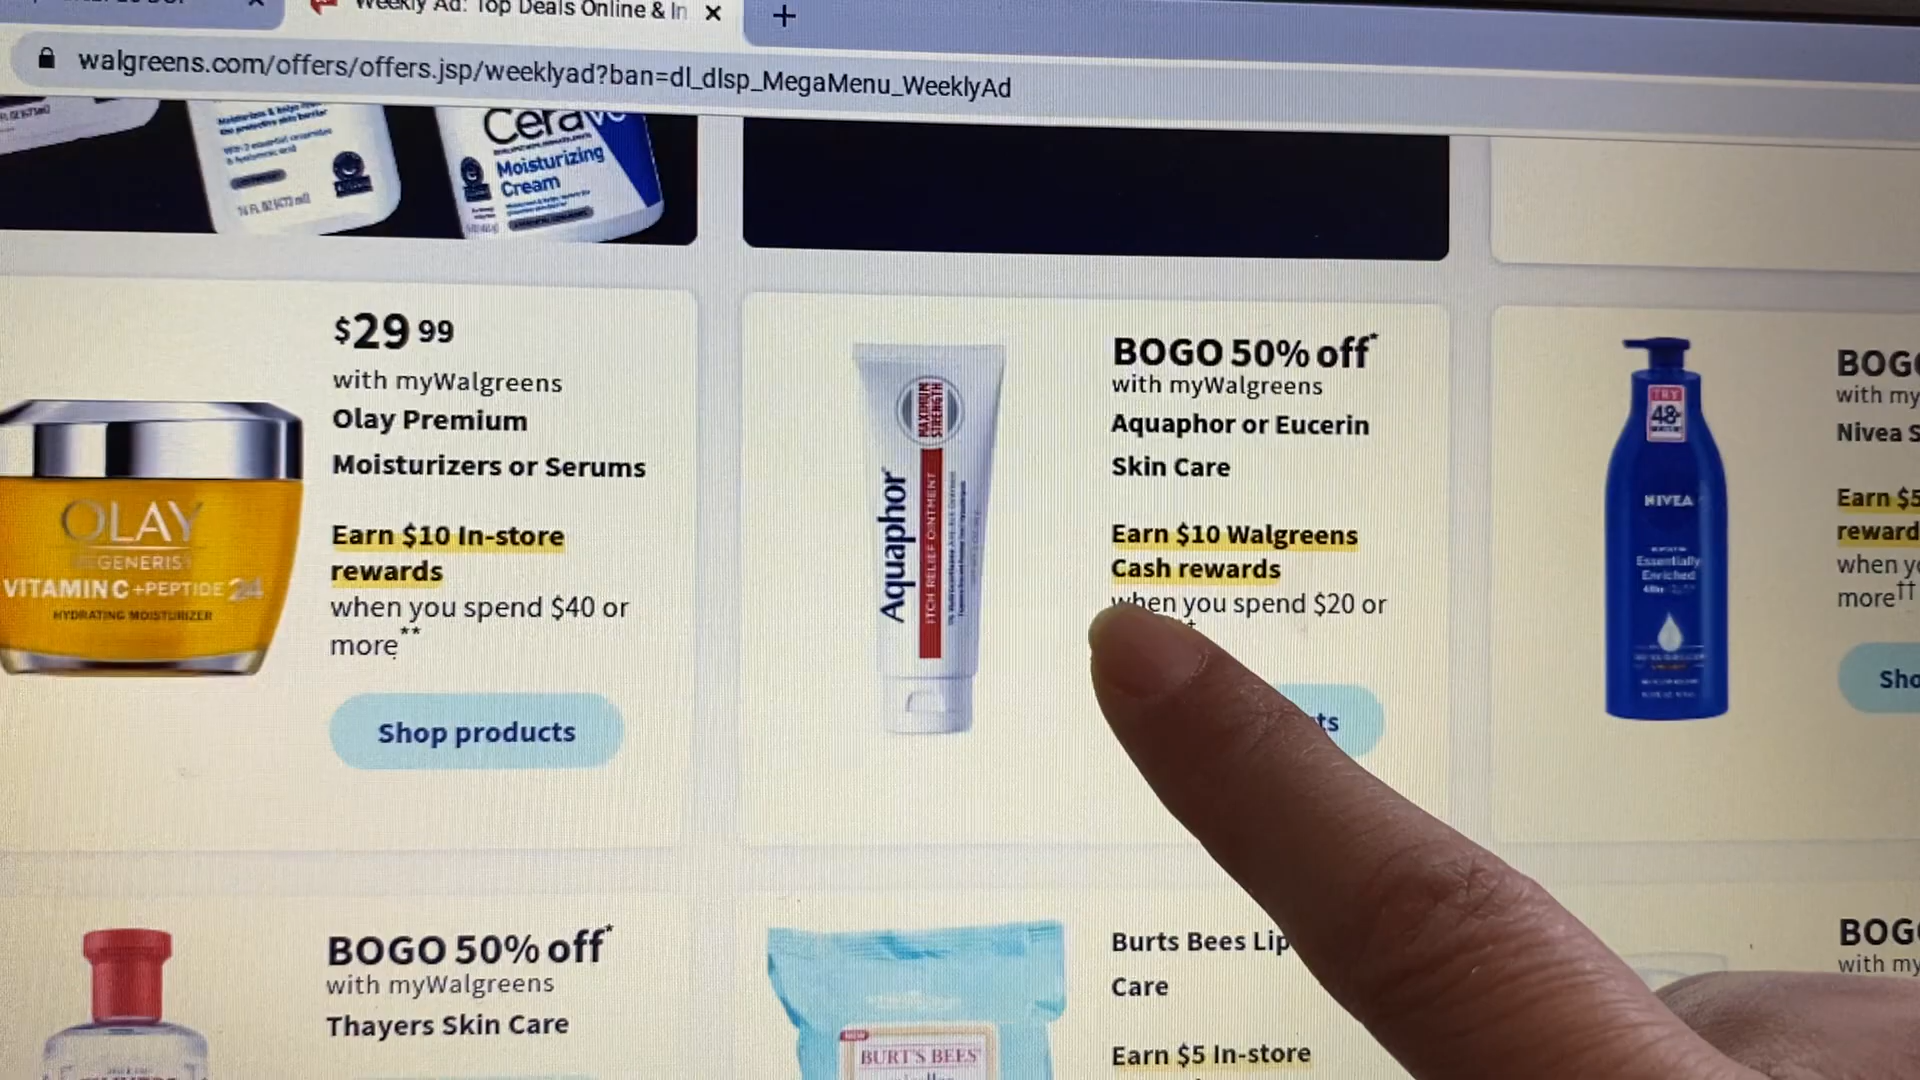 Weekly Ad: Top Deals Online & In
walgreens.com/offers/offers.jsp/weeklyad?ban=dl_dlsp_MegaMenu_WeeklyAd
CeraVe
Moisturizing
Cream
$29 99
with myWalgreens
Olay Premium
Moisturizers or Serums
Earn $10 In-store
rewards
when you spend $40 or
more**
Shop products
OLAY
REGENERIST
VITAMIN C + PEPTIDE 24
HYDRATING MOISTURIZER
BOGO 50% off*
with myWalgreens
Aquaphor or Eucerin
Skin Care
Earn $10 Walgreens
Cash rewards
when you spend $20 or
ts
Aquaphor
ITCH RELIEF OINTMENT
MAXIMUM
STRENGTH
BOGO
with my
Nivea S
Earn $5
reward
when yo
more††
Sho
TRY
48
NIVEA
Essentially
Enriched
BOGO 50% off*
with myWalgreens
Thayers Skin Care
Burts Bees Lip
Care
Earn $5 In-store
BURT'S BEES
BOGO
with my